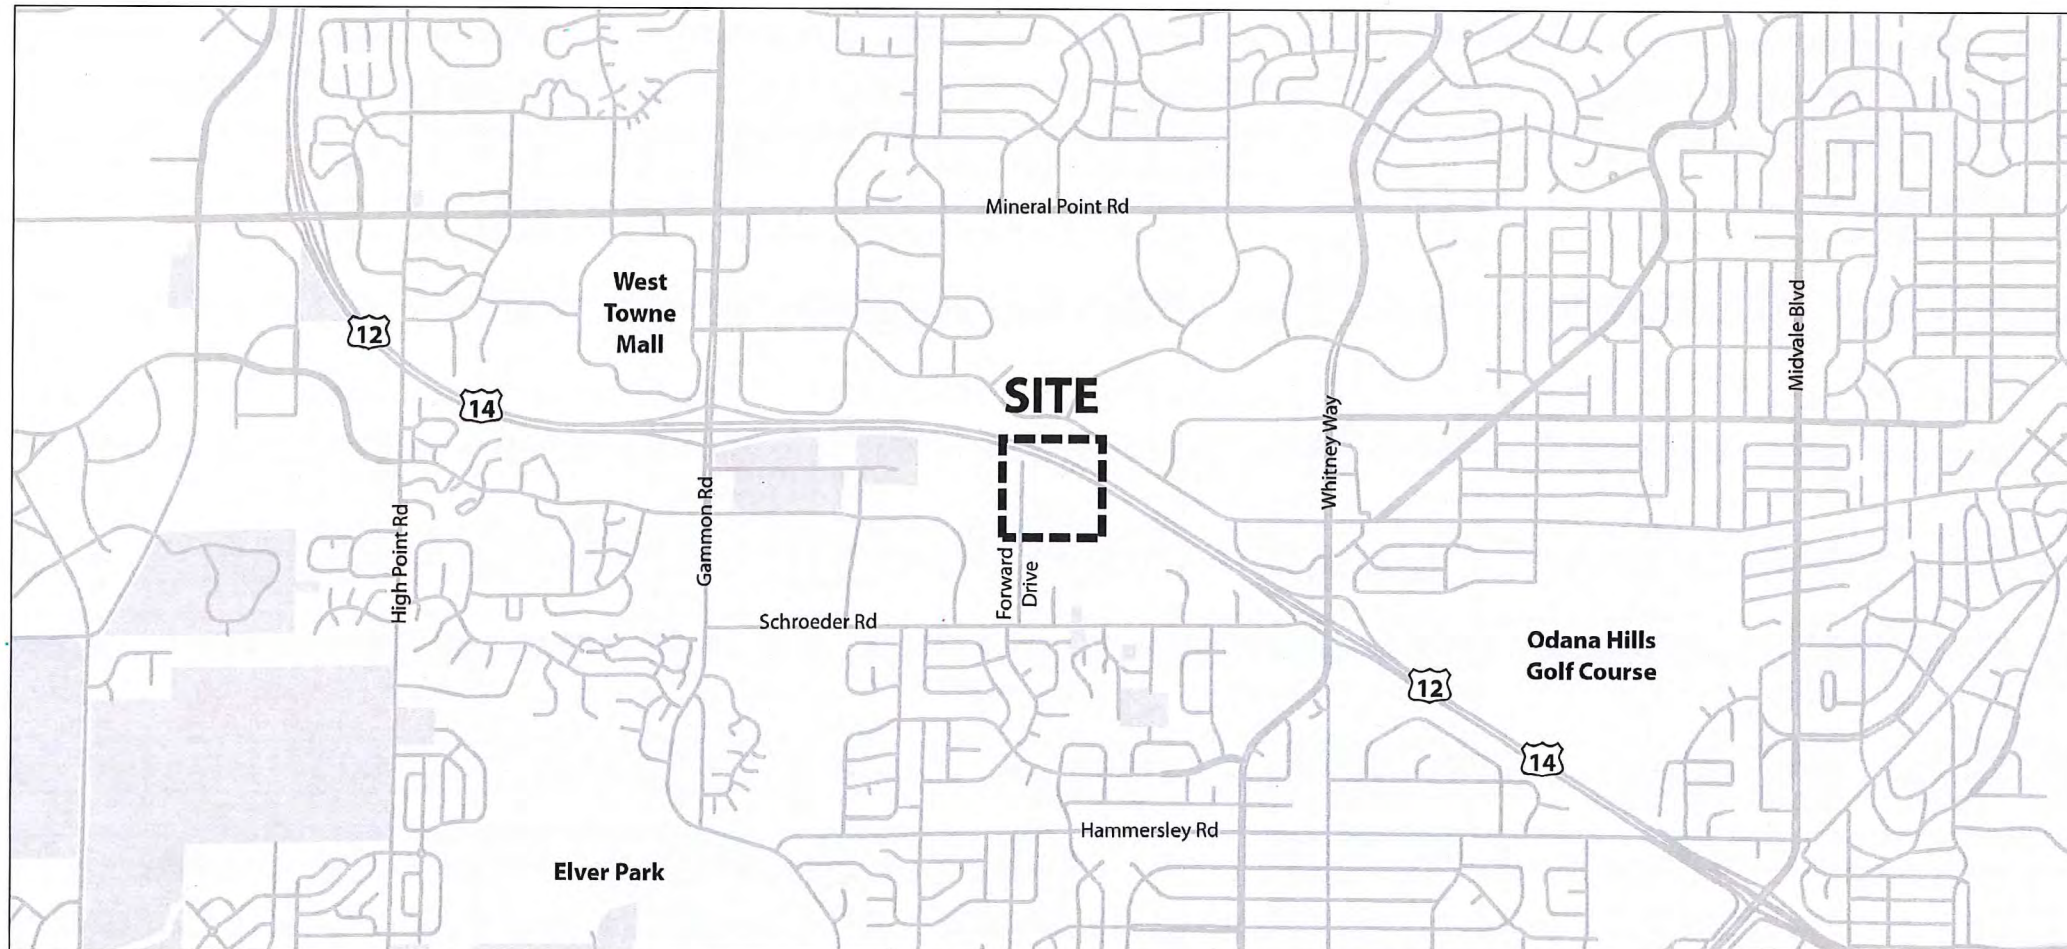 Mineral Point Rd
West
Towne
Mall
12
Midvale Blvd
14
SITE
Whitney Way
Gammon Rd
High Point Rd
Forward
Drive
Schroeder Rd
Odana Hills
Golf Course
12
14
Hammersley Rd
Elver Park